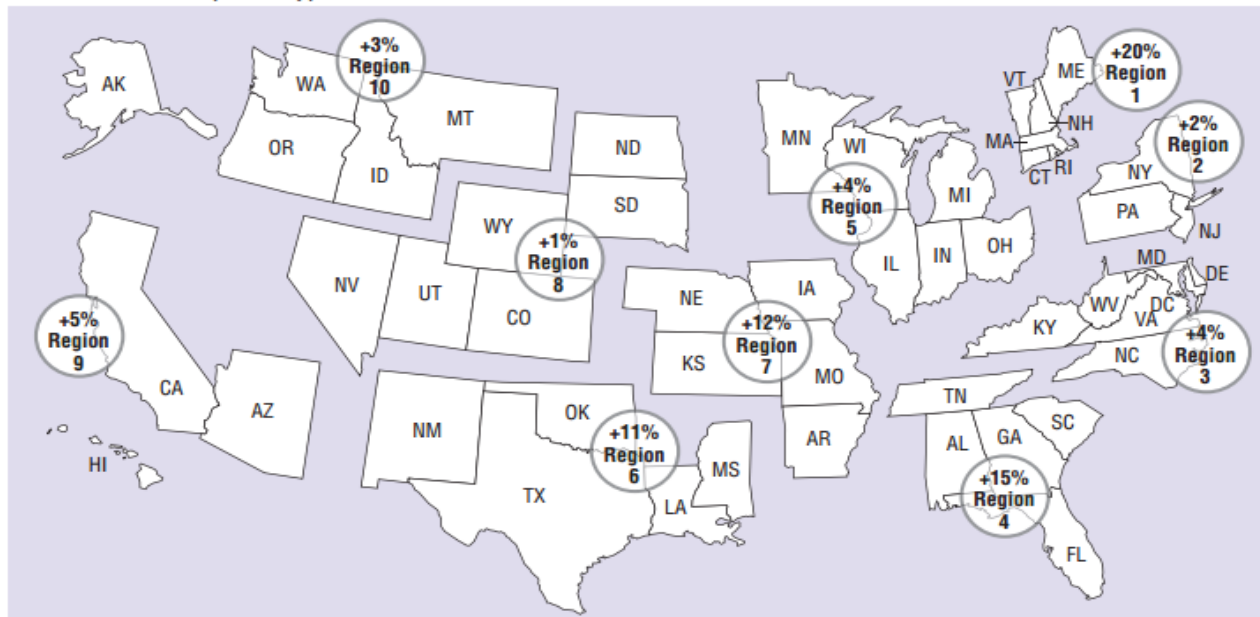 AK
WA
+3%
Region
10
MT
OR
ID
ND
SD
WY
+1%
Region
8
NV
UT
CO
+5%
Region
9
CA
AZ
HI
NM
OK
TX
+11%
Region
6
LA
MS
NE
IA
+12%
Region
7
KS
MO
AR
MN
WI
+4%
Region
5
MI
IL
IN
OH
VT
ME
+20%
Region
1
NH
MA
CT
RI
+2%
Region
2
NY
PA
NJ
MD
DE
WV
DC
VA
KY
NC
+4%
Region
3
TN
AL
GA
SC
+15%
Region
4
FL